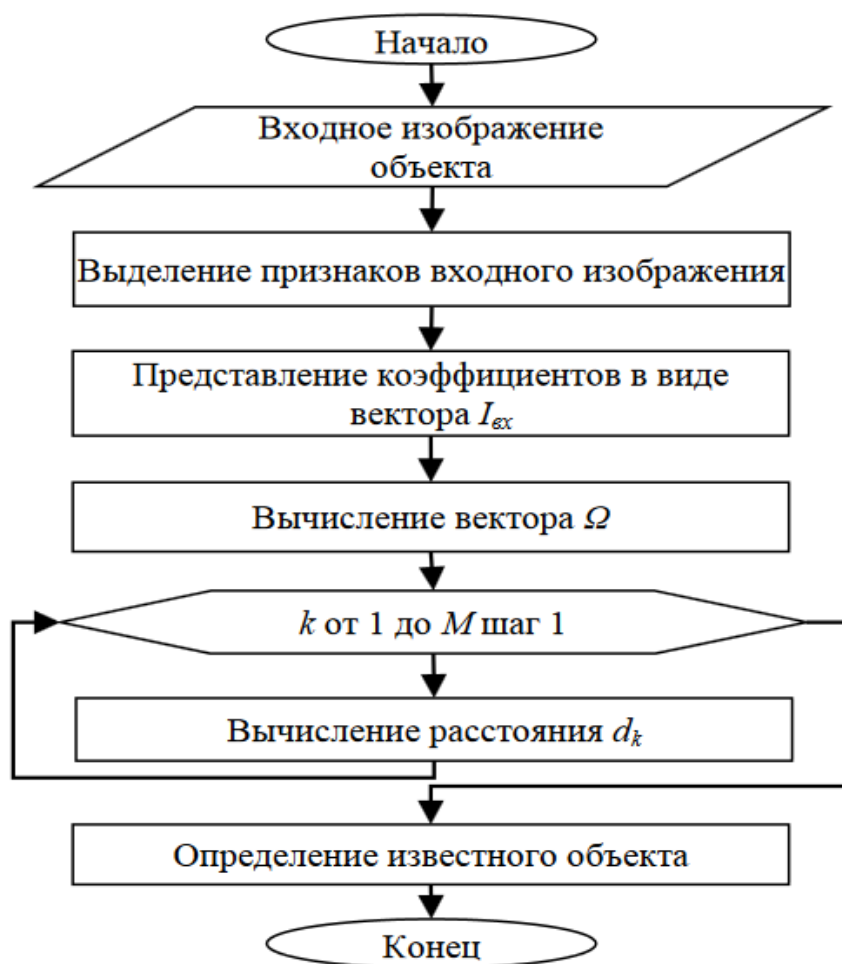 Начало
Входное изображение
объекта
Выделение признаков входного изображения
Представление коэффициентов в виде
вектора Iвх
Вычисление вектора Ω
k от 1 до M шаг 1
Вычисление расстояния dk
Определение известного объекта
Конец